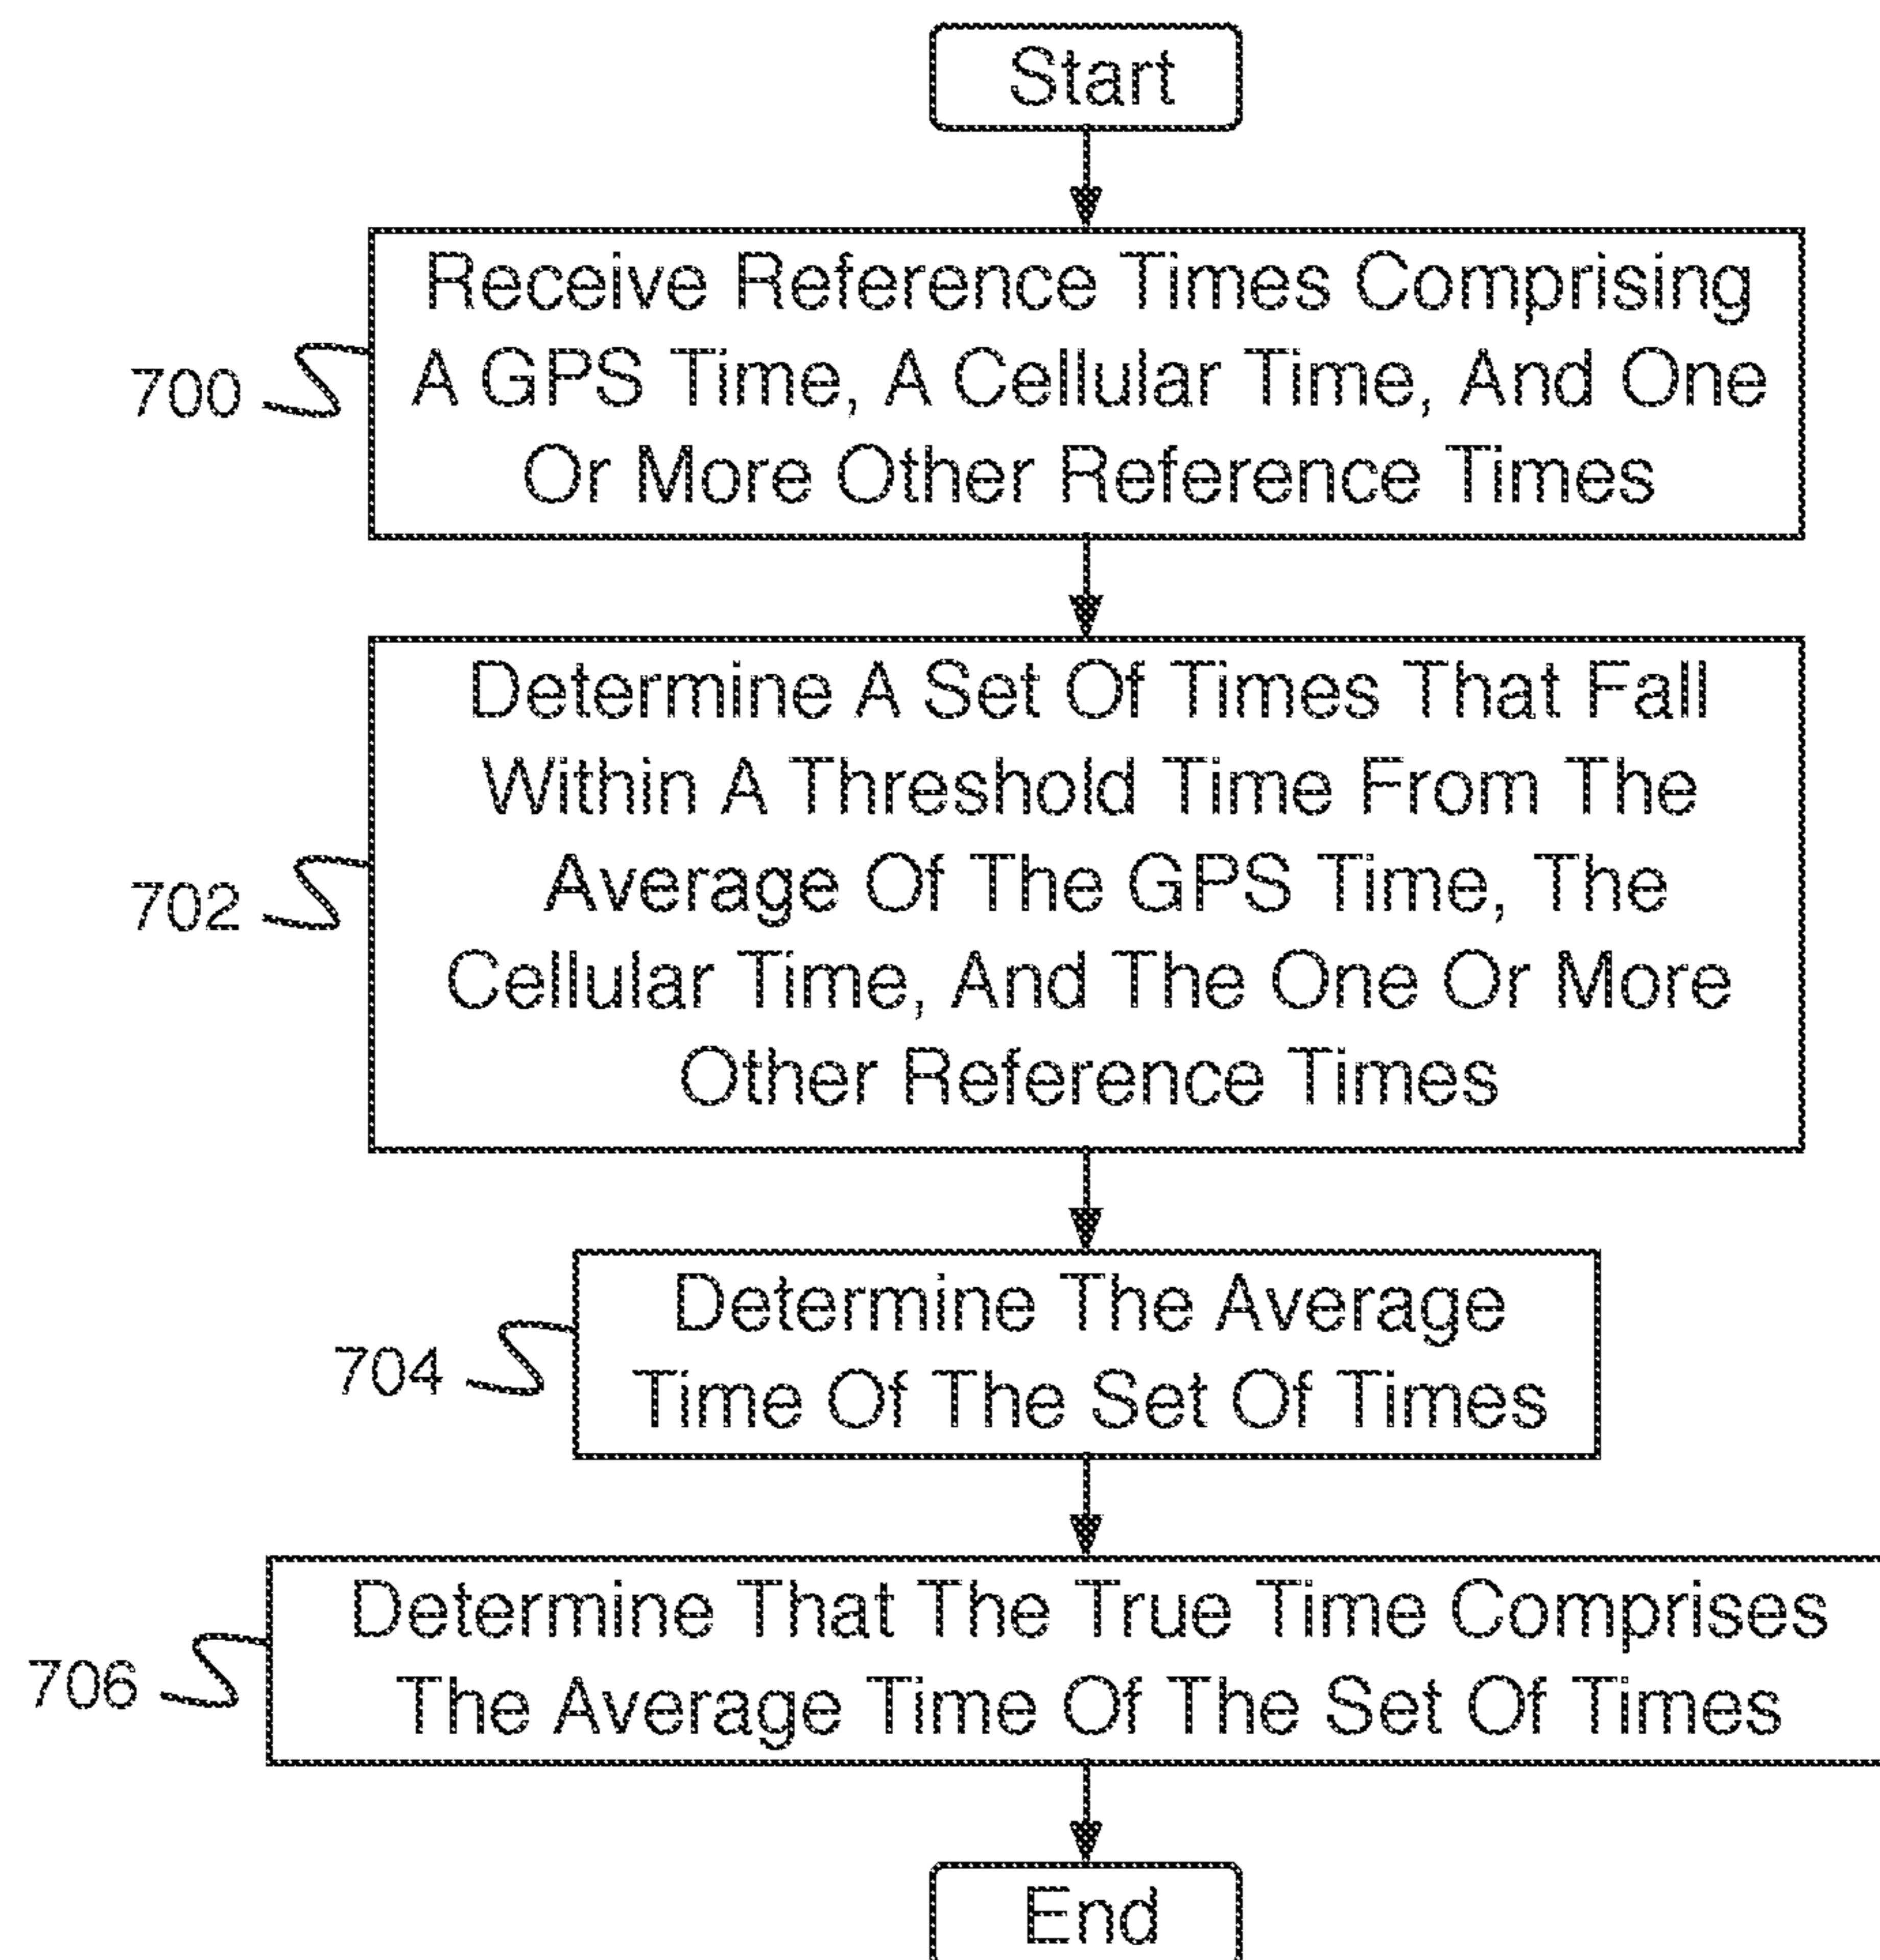 Start
Receive Reference Times Comprising
A GPS Time, A Cellular Time, And One
Or More Other Reference Times
700
Determine A Set Of Times That Fall
Within A Threshold Time From The
Average Of The GPS Time, The
Cellular Time, And The One Or More
Other Reference Times
702
Determine The Average
Time Of The Set Of Times
704
Determine That The True Time Comprises
The Average Time Of The Set Of Times
706
End